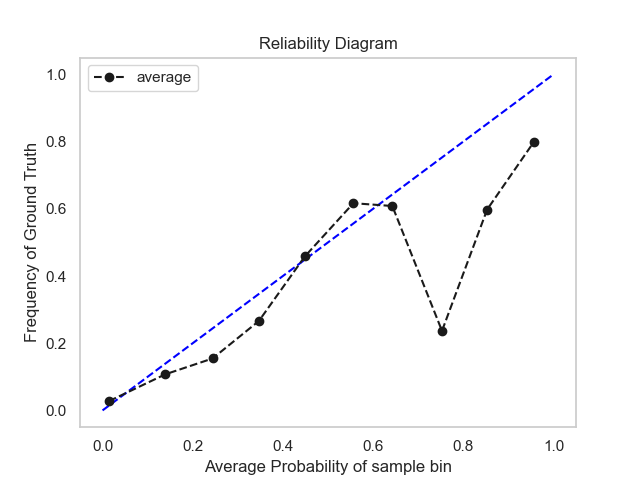 Reliability Diagram
average
1.0
0.8
0.6
0.4
0.2
0.0
Frequency of Ground Truth
0.0 0.2 0.4 0.6 0.8 1.0
Average Probability of sample bin